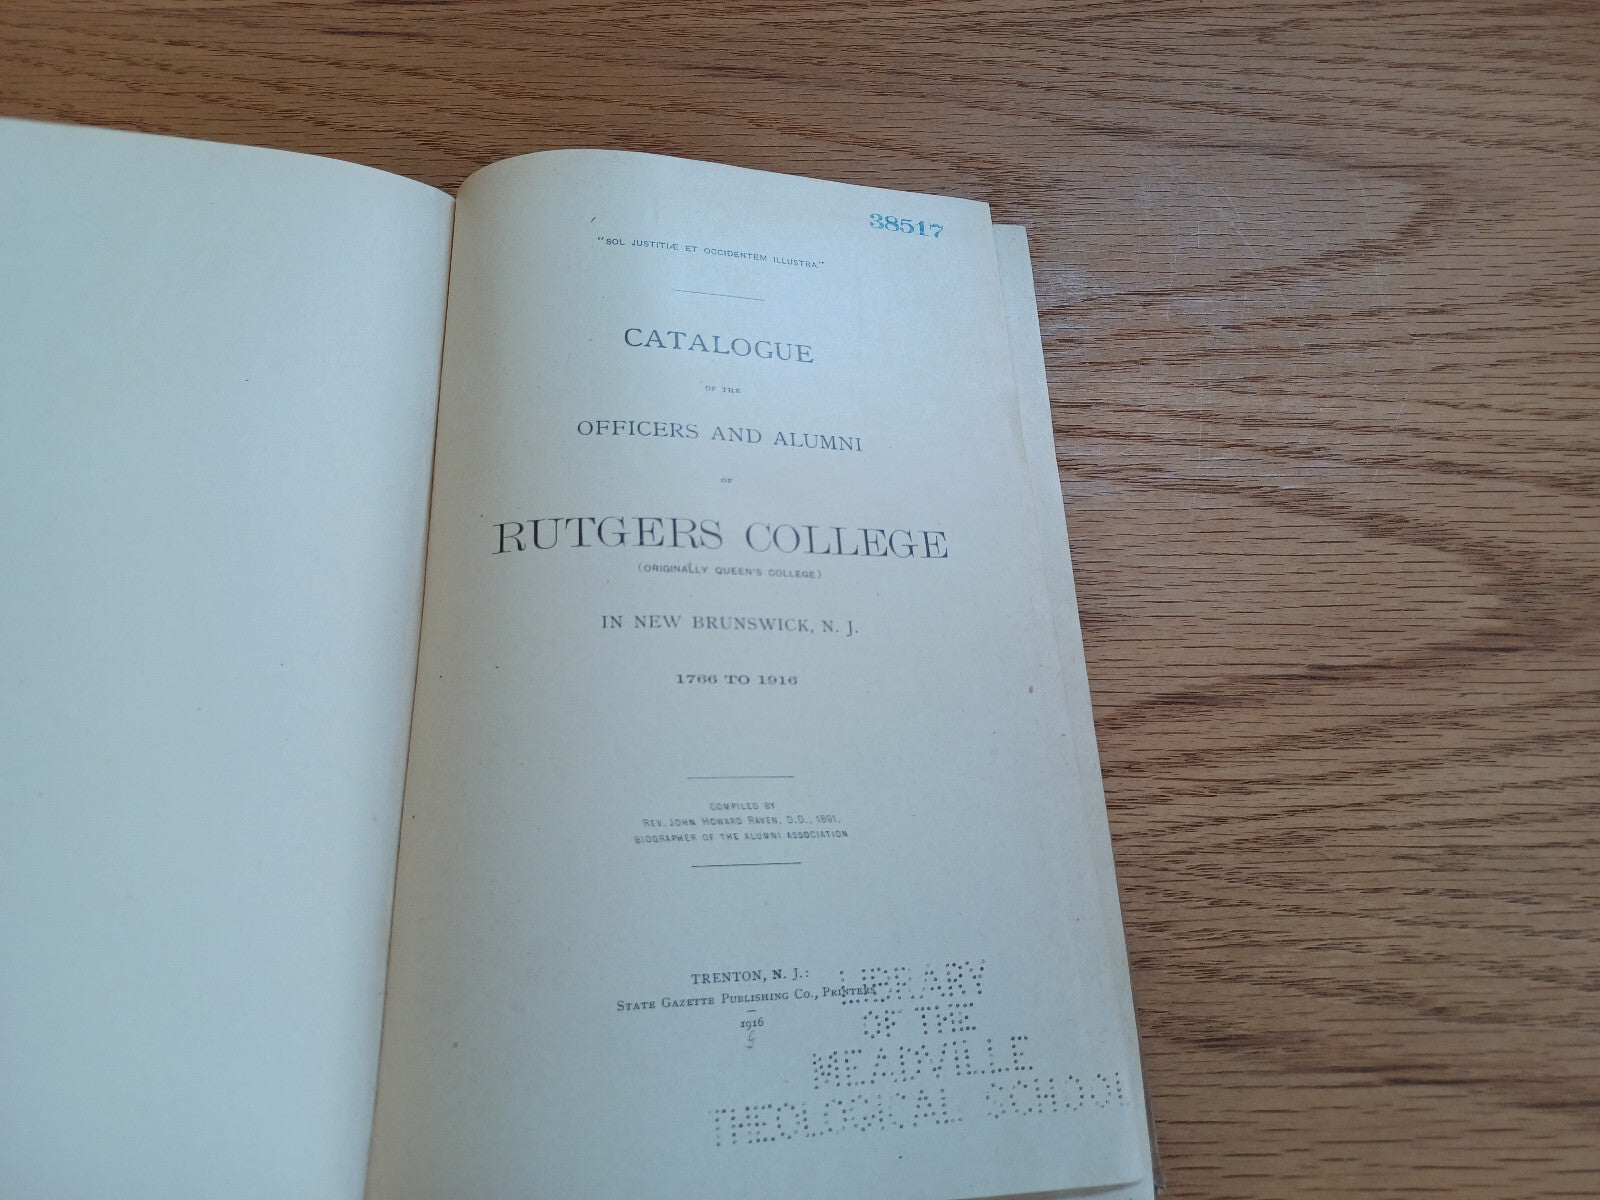 38517
"SOL JUSTITIÆ ET OCCIDENTEM ILLUSTRA"
CATALOGUE
OF THE
OFFICERS AND ALUMNI
OF
RUTGERS COLLEGE
(ORIGINALLY QUEEN'S COLLEGE)
IN NEW BRUNSWICK, N. J.
1766 TO 1916
COMPILED BY
REV. JOHN HOWARD RAVEN, D.D., 1891,
BIOGRAPHER OF THE ALUMNI ASSOCIATION
TRENTON, N. J.:
STATE GAZETTE PUBLISHING CO., PRINTERS
1916
LIBRARY
OF THE
MEADVILLE
THEOLOGICAL SCHOOL